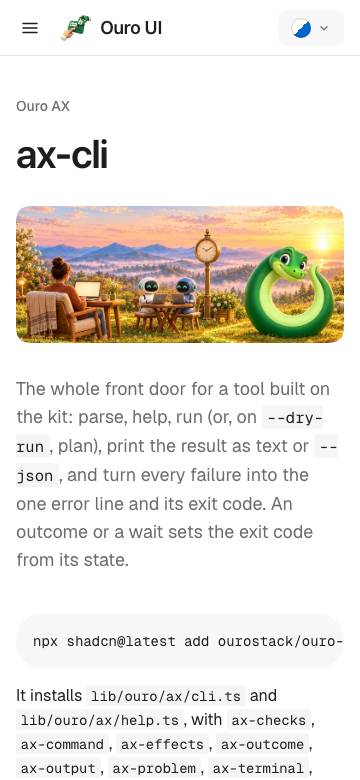 Ouro UI
Ouro AX
ax-cli
The whole front door for a tool built on
the kit: parse, help, run (or, on --dry-
run, plan), print the result as text or --
json, and turn every failure into the
one error line and its exit code. An
outcome or a wait sets the exit code
from its state.
npx shadcn@latest add ourostack/ouro-
It installs lib/ouro/ax/cli.ts and
lib/ouro/ax/help.ts, with ax-checks,
ax-command, ax-effects, ax-outcome,
ax-output, ax-problem, ax-terminal,